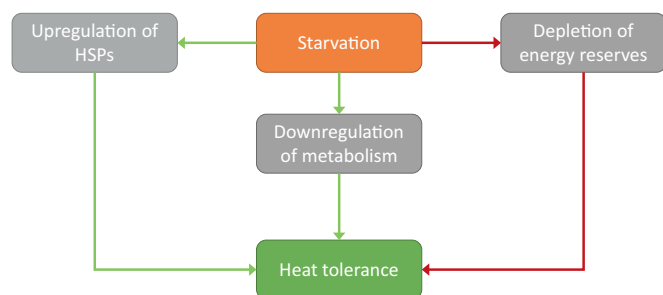 Upregulation of
HSPs
Starvation
Depletion of
energy reserves
Downregulation
of metabolism
Heat tolerance